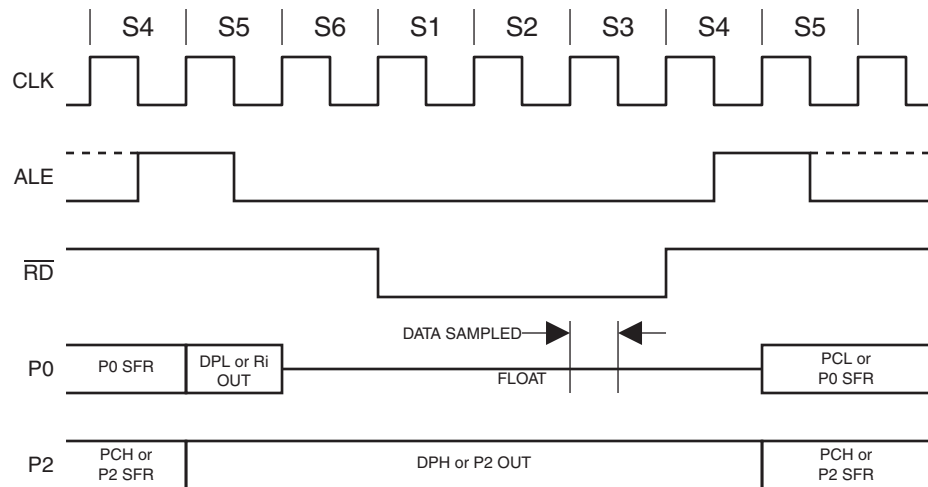 S4 S5 S6 S1 S2 S3 S4 S5
CLK
ALE
RD
DATA SAMPLED
P0
P0 SFR
DPL or Ri
OUT
FLOAT
PCL or
P0 SFR
P2
PCH or
P2 SFR
DPH or P2 OUT
PCH or
P2 SFR